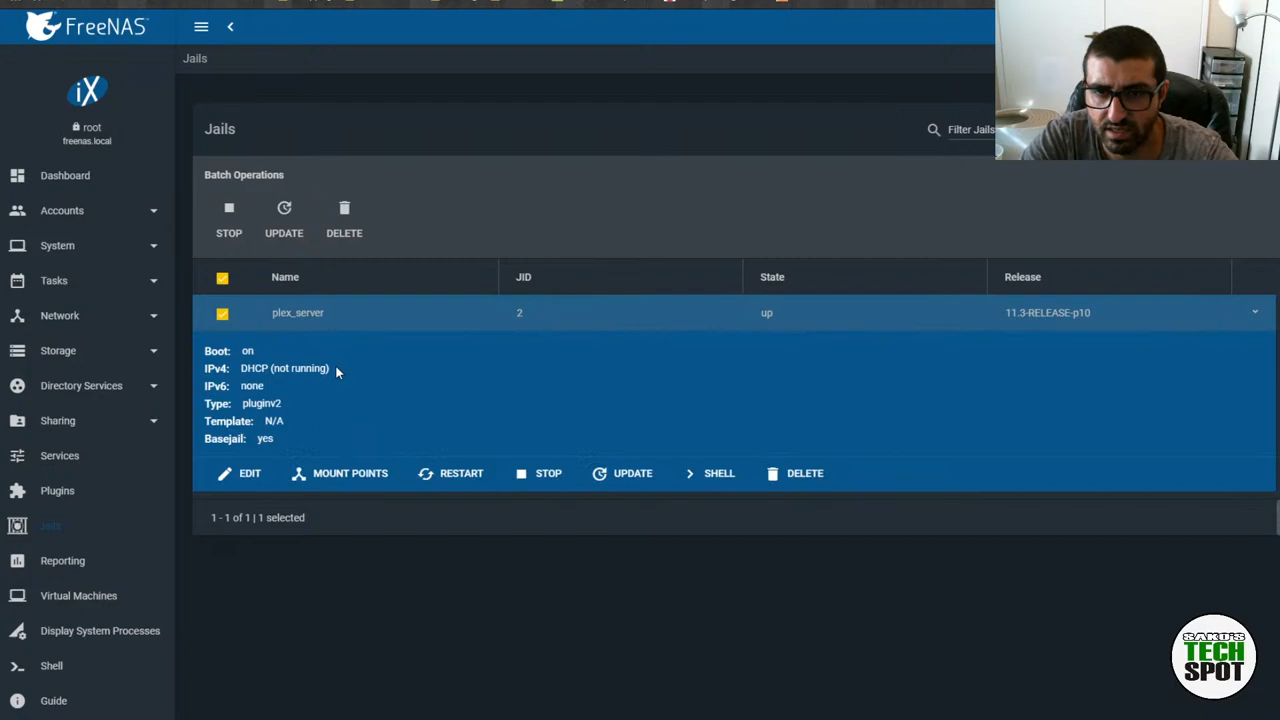 FreeNAS
Jails
iX
root
freenas.local
Dashboard
Accounts
System
Tasks
Network
Storage
Directory Services
Sharing
Services
Plugins
Jails
Reporting
Virtual Machines
Display System Processes
Shell
Guide
Jails
Filter Jails
Batch Operations
STOP UPDATE DELETE
Name JID State Release
plex_server 2 up 11.3-RELEASE-p10
Boot: on
IPv4: DHCP (not running)
IPv6: none
Type: pluginv2
Template: N/A
Basejail: yes
EDIT MOUNT POINTS RESTART STOP UPDATE SHELL DELETE
1 - 1 of 1 | 1 selected
SAKO'S
TECH
SPOT